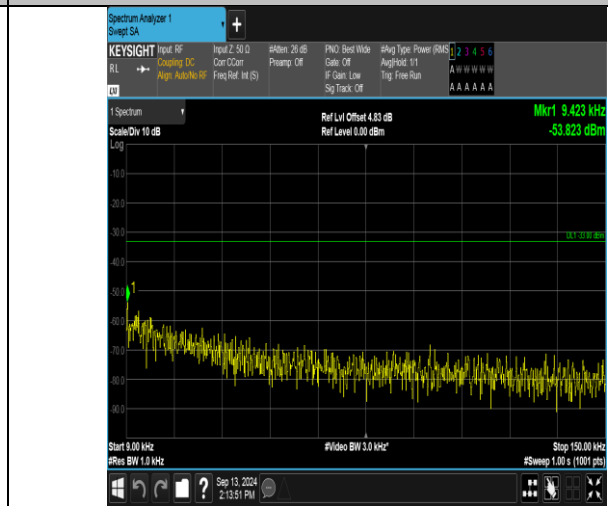 Spectrum Analyzer 1
Swept SA
+
KEYSIGHT Input: RF Input Z: 50 Ω #Atten: 26 dB PNO: Best Wide #Avg Type: Power (RMS 1 2 3 4 5 6
RL Coupling: DC Corr CCorr Preamp: Off Gate: Off Avg|Hold: 1/1 A W W W W W
Align: Auto/No RF Freq Ref: Int (S) IF Gain: Low Trig: Free Run A A A A A A
LXI Sig Track: Off
1 Spectrum Ref Lvl Offset 4.83 dB Mkr1 9.423 kHz
Scale/Div 10 dB Ref Level 0.00 dBm -53.823 dBm
Log
-10.0
-20.0
-30.0
DL1 -33.00 dBm
-40.0
-50.0
1
-60.0
-70.0
-80.0
-90.0
Start 9.00 kHz #Video BW 3.0 kHz* Stop 150.00 kHz
#Res BW 1.0 kHz #Sweep 1.00 s (1001 pts)
? Sep 13, 2024
2:13:51 PM